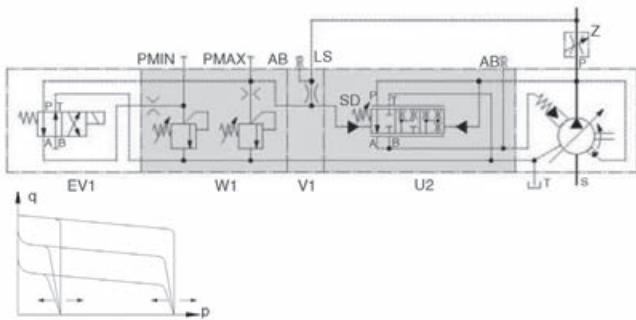 Z
PMIN PMAX AB LS AB P
P T SD P T
A B A B
EV1 W1 V1 U2 T S
q
p